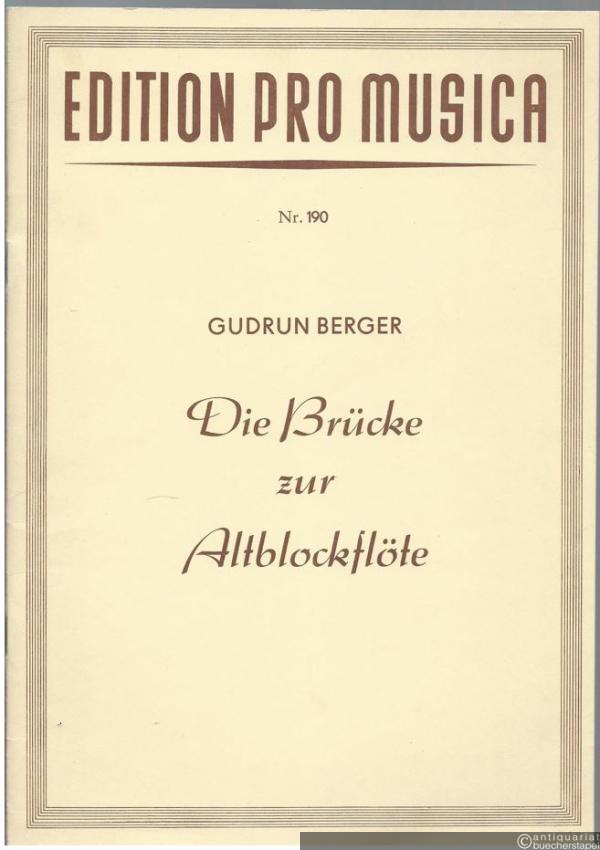 EDITION PRO MUSICA
Nr. 190
GUDRUN BERGER
Die Brücke
zur
Altblockflöte
antiquariat
buecherstapel